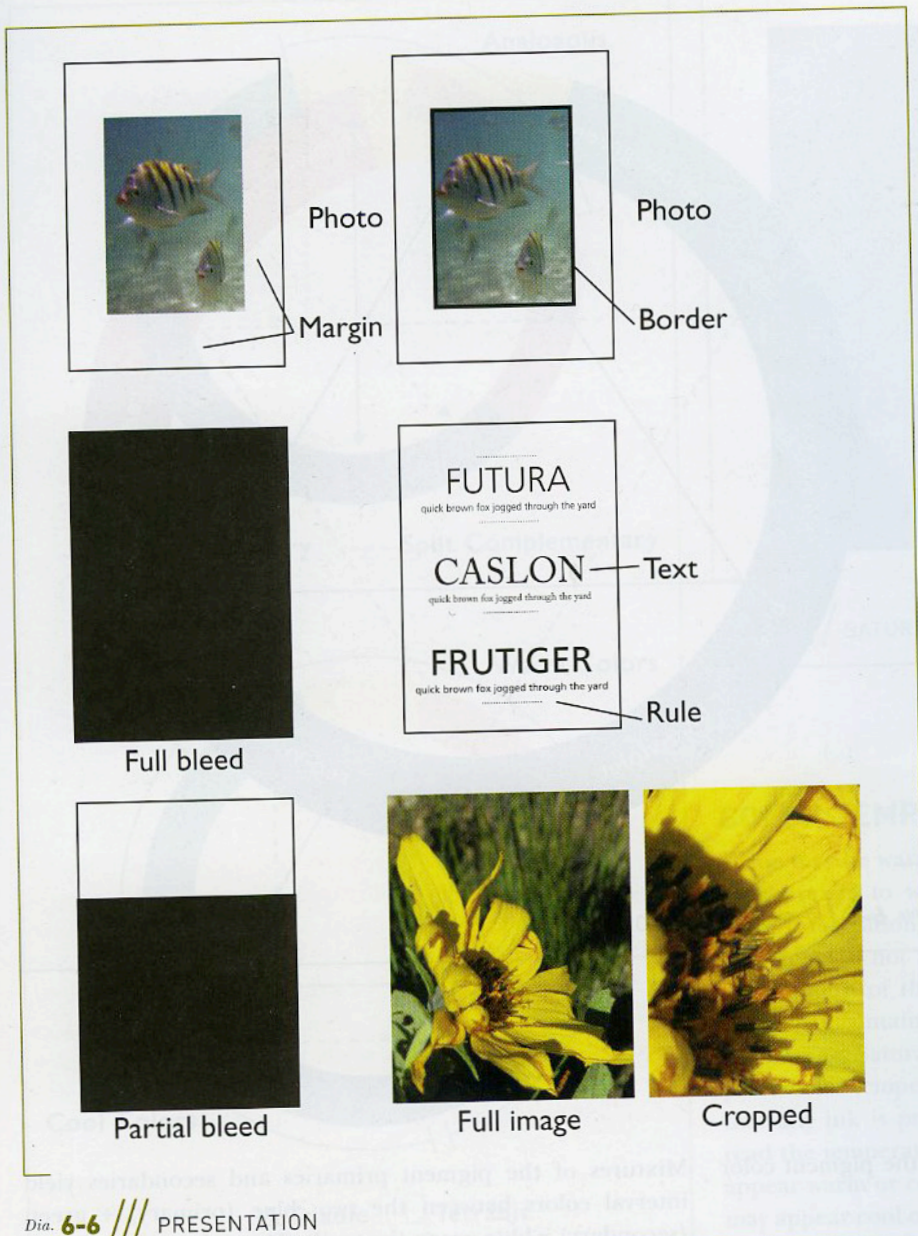 Photo
Margin
Photo
Border
Full bleed
FUTURA
quick brown fox jogged through the yard
CASLON
quick brown fox jogged through the yard
FRUTIGER
quick brown fox jogged through the yard
Text
Rule
Partial bleed
Full image
Cropped
Dia. 6-6 /// PRESENTATION